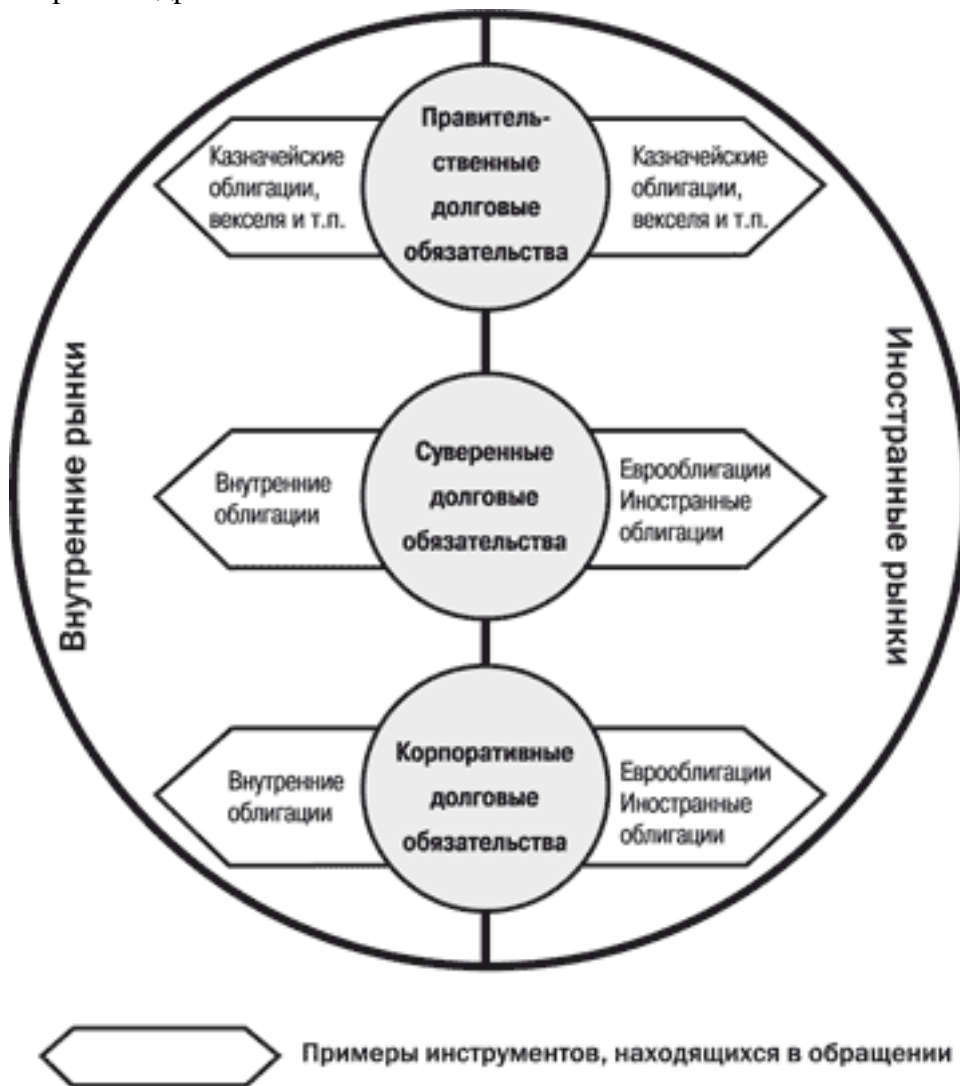 Правитель-
ственные
долговые
обязательства
Казначейские
облигации,
векселя и т.п.
Казначейские
облигации,
векселя и т.п.
Внутренние рынки
Иностранные рынки
Суверенные
долговые
обязательства
Внутренние
облигации
Еврооблигации
Иностранные
облигации
Корпоративные
долговые
обязательства
Внутренние
облигации
Еврооблигации
Иностранные
облигации
Примеры инструментов, находящихся в обращении